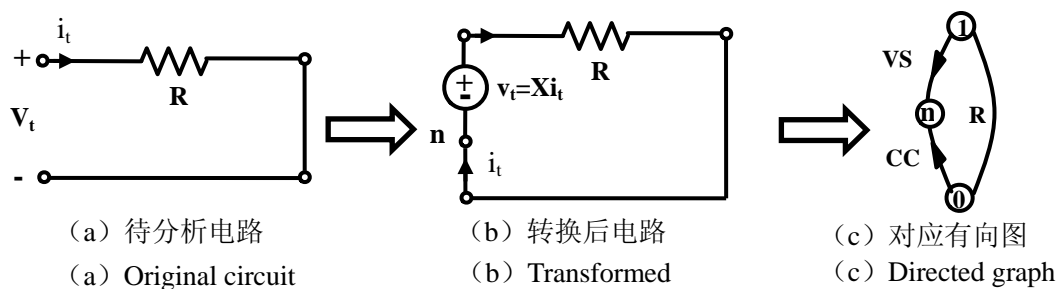 i_t
+
R
V_t
-
+
-
R
v_t=Xi_t
n
i_t
1
VS
n
R
CC
0
（a）待分析电路
（a）Original circuit
（b）转换后电路
（b）Transformed
（c）对应有向图
（c）Directed graph